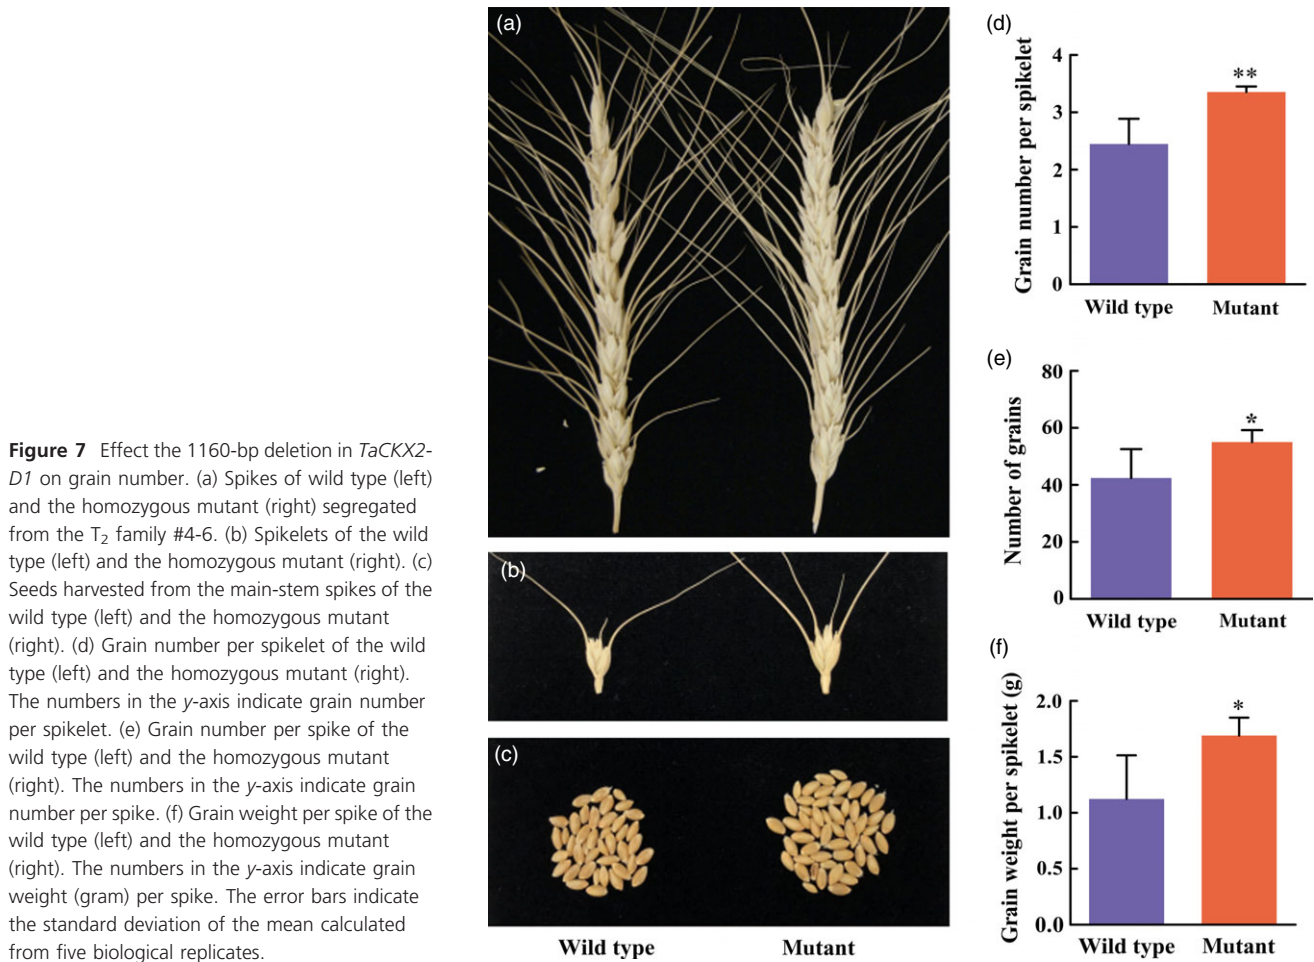 Figure 7 Effect the 1160-bp deletion in TaCKX2-
D1 on grain number. (a) Spikes of wild type (left)
and the homozygous mutant (right) segregated
from the T2 family #4-6. (b) Spikelets of the wild
type (left) and the homozygous mutant (right). (c)
Seeds harvested from the main-stem spikes of the
wild type (left) and the homozygous mutant
(right). (d) Grain number per spikelet of the wild
type (left) and the homozygous mutant (right).
The numbers in the y-axis indicate grain number
per spikelet. (e) Grain number per spike of the
wild type (left) and the homozygous mutant
(right). The numbers in the y-axis indicate grain
number per spike. (f) Grain weight per spike of the
wild type (left) and the homozygous mutant
(right). The numbers in the y-axis indicate grain
weight (gram) per spike. The error bars indicate
the standard deviation of the mean calculated
from five biological replicates.
(a)
(b)
(c)
Wild type Mutant
(d)
Grain number per spikelet
4
3
2
1
0
**
Wild type Mutant
(e)
Number of grains
80
60
40
20
0
*
Wild type Mutant
(f)
Grain weight per spikelet (g)
2.0
1.5
1.0
0.5
0.0
*
Wild type Mutant